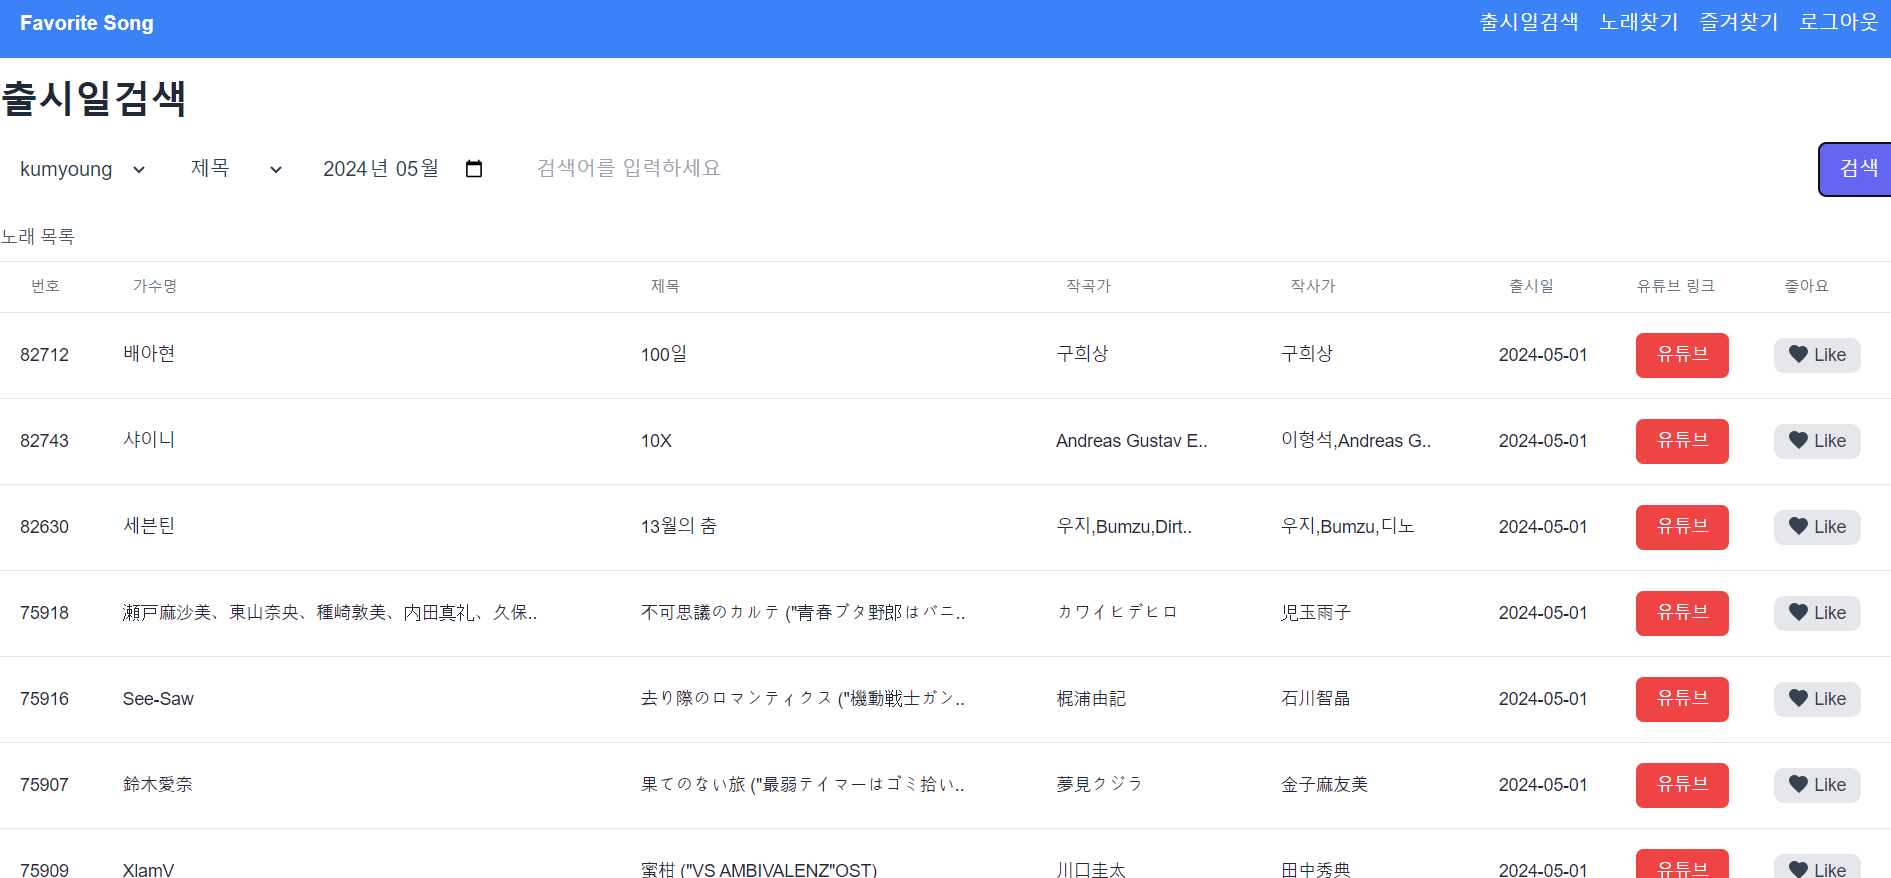 Favorite Song 출시일검색 노래찾기 즐겨찾기 로그아웃
출시일검색
kumyoung 제목 2024년 05월 검색어를 입력하세요 검색
노래 목록
번호 가수명 제목 작곡가 작사가 출시일 유튜브 링크 좋아요
82712 배아현 100일 구희상 구희상 2024-05-01 유튜브 Like
82743 샤이니 10X Andreas Gustav E.. 이형석,Andreas G.. 2024-05-01 유튜브 Like
82630 세븐틴 13월의 춤 우지,Bumzu,Dirt.. 우지,Bumzu,디노 2024-05-01 유튜브 Like
75918 瀬戸麻沙美、東山奈央、種崎敦美、内田真礼、久保.. 不可思議のカルテ ("青春ブタ野郎はバニ.. カワイヒデヒロ 児玉雨子 2024-05-01 유튜브 Like
75916 See-Saw 去り際のロマンティクス ("機動戦士ガン.. 梶浦由記 石川智晶 2024-05-01 유튜브 Like
75907 鈴木愛奈 果てのない旅 ("最弱テイマーはゴミ拾い.. 夢見クジラ 金子麻友美 2024-05-01 유튜브 Like
75909 XlamV 蜜柑 ("VS AMBIVALENZ"OST) 川口圭太 田中秀典 2024-05-01 유튜브 Like